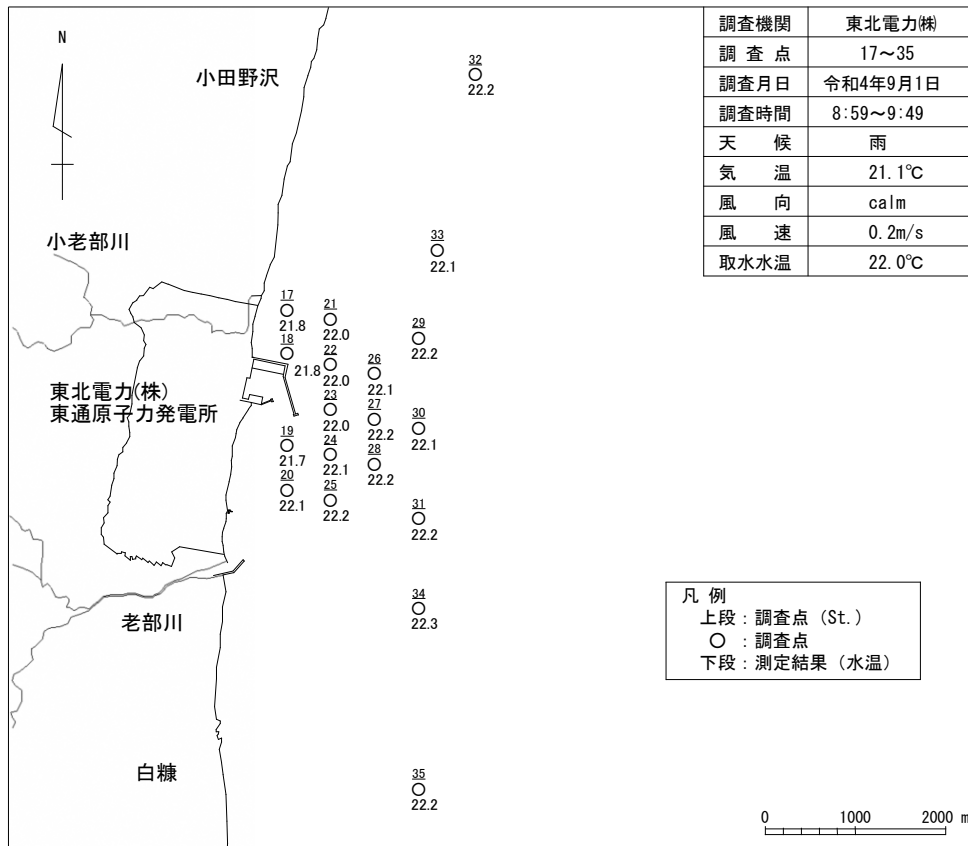 N
小田野沢
小老部川
東北電力(株)
東通原子力発電所
老部川
白糠
32
22.2
33
22.1
17
21.8
18
21.8
19
21.7
20
22.1
21
22.0
22
22.0
23
22.0
24
22.1
25
22.2
26
22.1
27
22.2
28
22.2
29
22.2
30
22.1
31
22.2
34
22.3
35
22.2
調査機関 東北電力㈱
調査点 17～35
調査月日 令和4年9月1日
調査時間 8:59～9:49
天候 雨
気温 21.1℃
風向 calm
風速 0.2m/s
取水水温 22.0℃
凡 例
上段：調査点（St.）
○：調査点
下段：測定結果（水温）
0 1000 2000 m